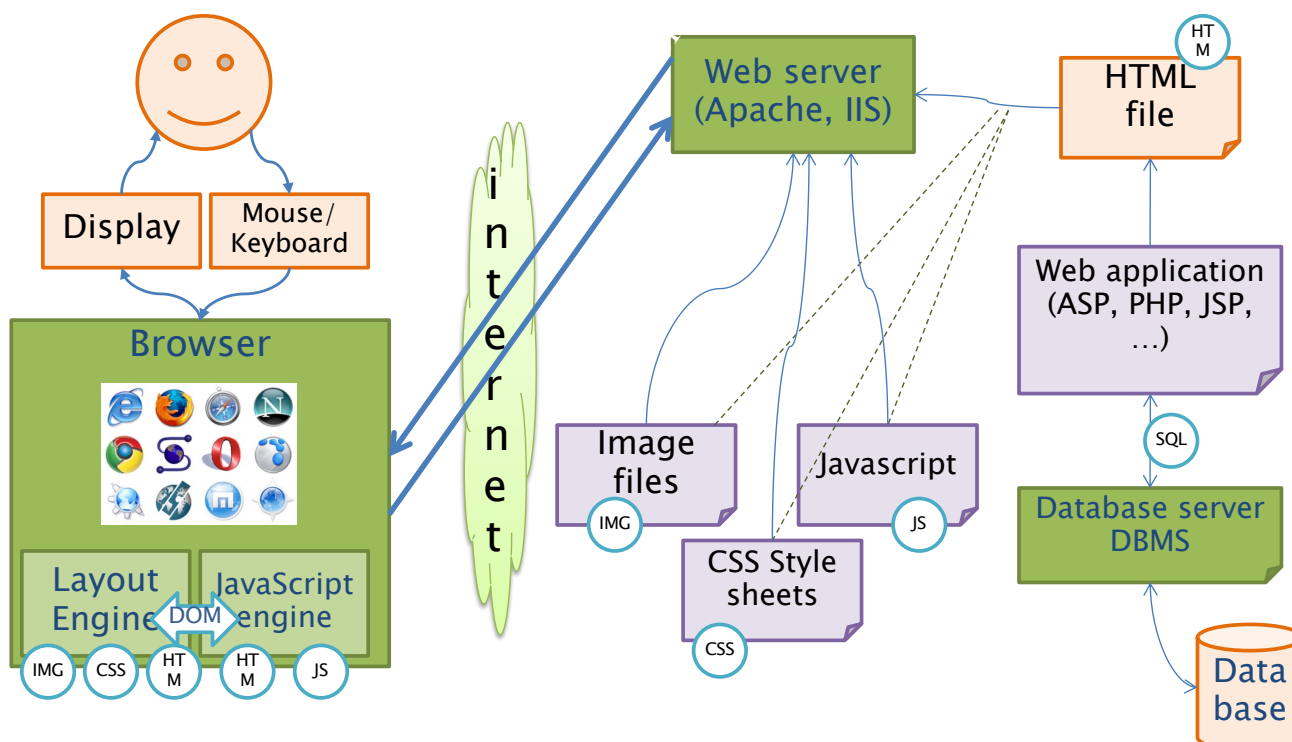 Display
Mouse/
Keyboard
Browser
N
Layout
Engine
DOM
JavaScript
engine
IMG
CSS
HT
M
HT
M
JS
internet
Web server
(Apache, IIS)
HT
M
HTML
file
Web application
(ASP, PHP, JSP,
…)
Image
files
IMG
Javascript
JS
CSS Style
sheets
CSS
SQL
Database server
DBMS
Data
base